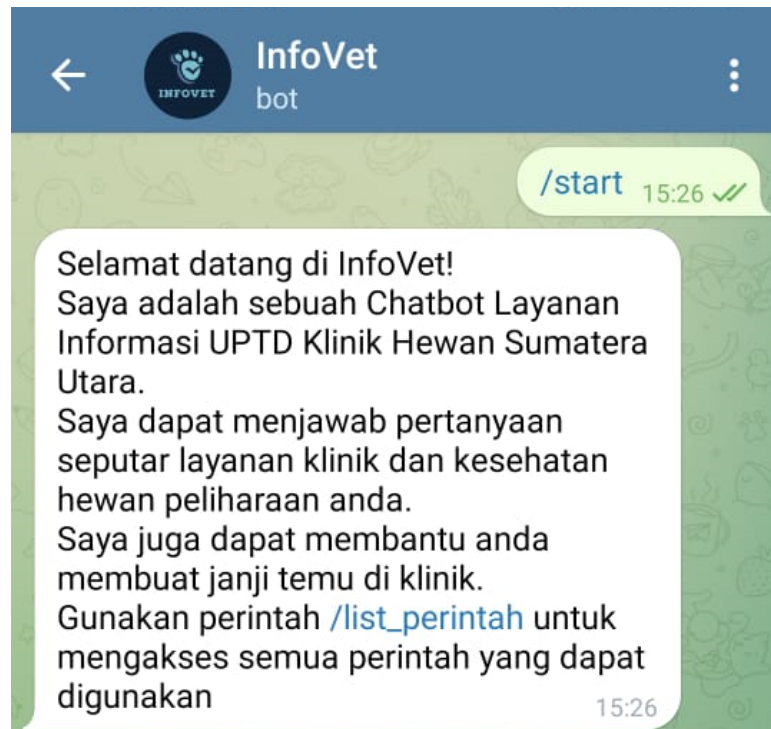 InfoVet
INFOVET
bot
/start 15:26
Selamat datang di InfoVet!
Saya adalah sebuah Chatbot Layanan
Informasi UPTD Klinik Hewan Sumatera
Utara.
Saya dapat menjawab pertanyaan
seputar layanan klinik dan kesehatan
hewan peliharaan anda.
Saya juga dapat membantu anda
membuat janji temu di klinik.
Gunakan perintah /list_perintah untuk
mengakses semua perintah yang dapat
digunakan
15:26